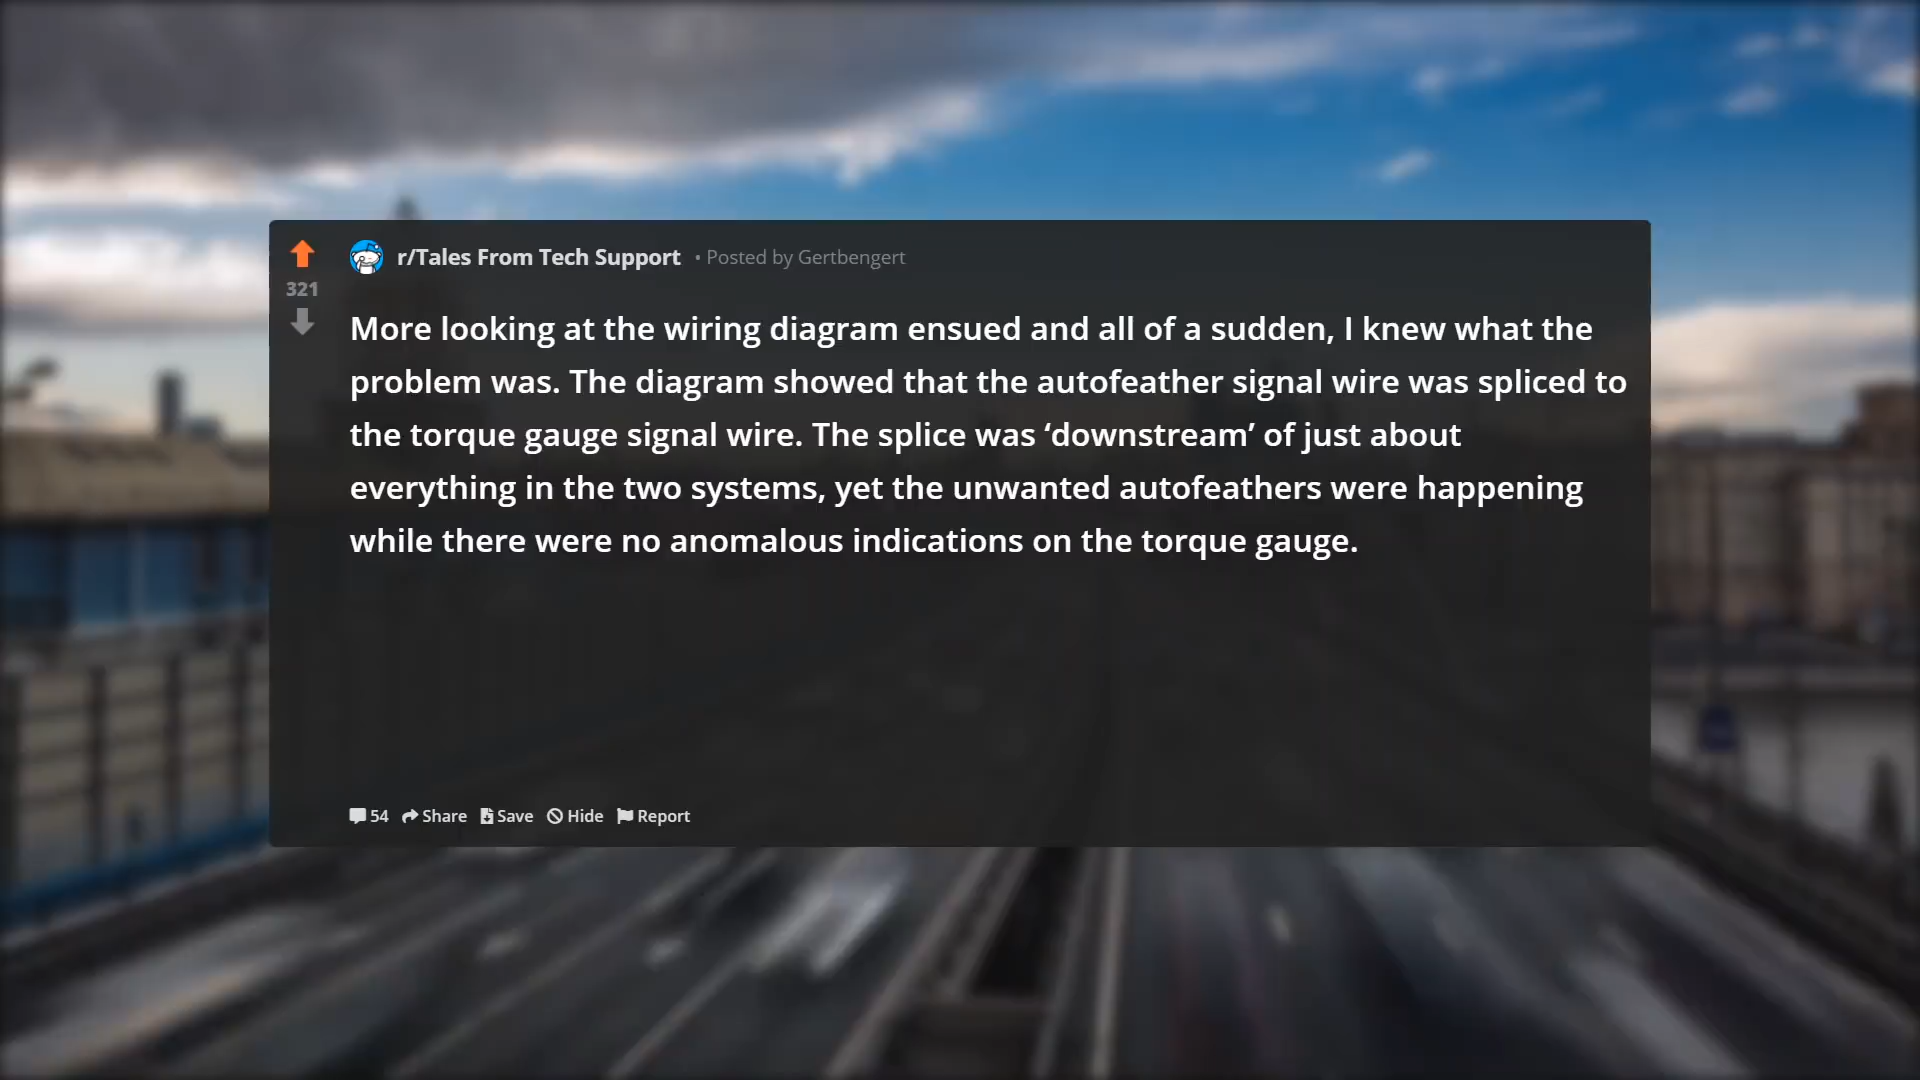 r/Tales From Tech Support • Posted by Gertbengert
321
More looking at the wiring diagram ensued and all of a sudden, I knew what the
problem was. The diagram showed that the autofeather signal wire was spliced to
the torque gauge signal wire. The splice was ‘downstream’ of just about
everything in the two systems, yet the unwanted autofeathers were happening
while there were no anomalous indications on the torque gauge.
54 Share Save Hide Report